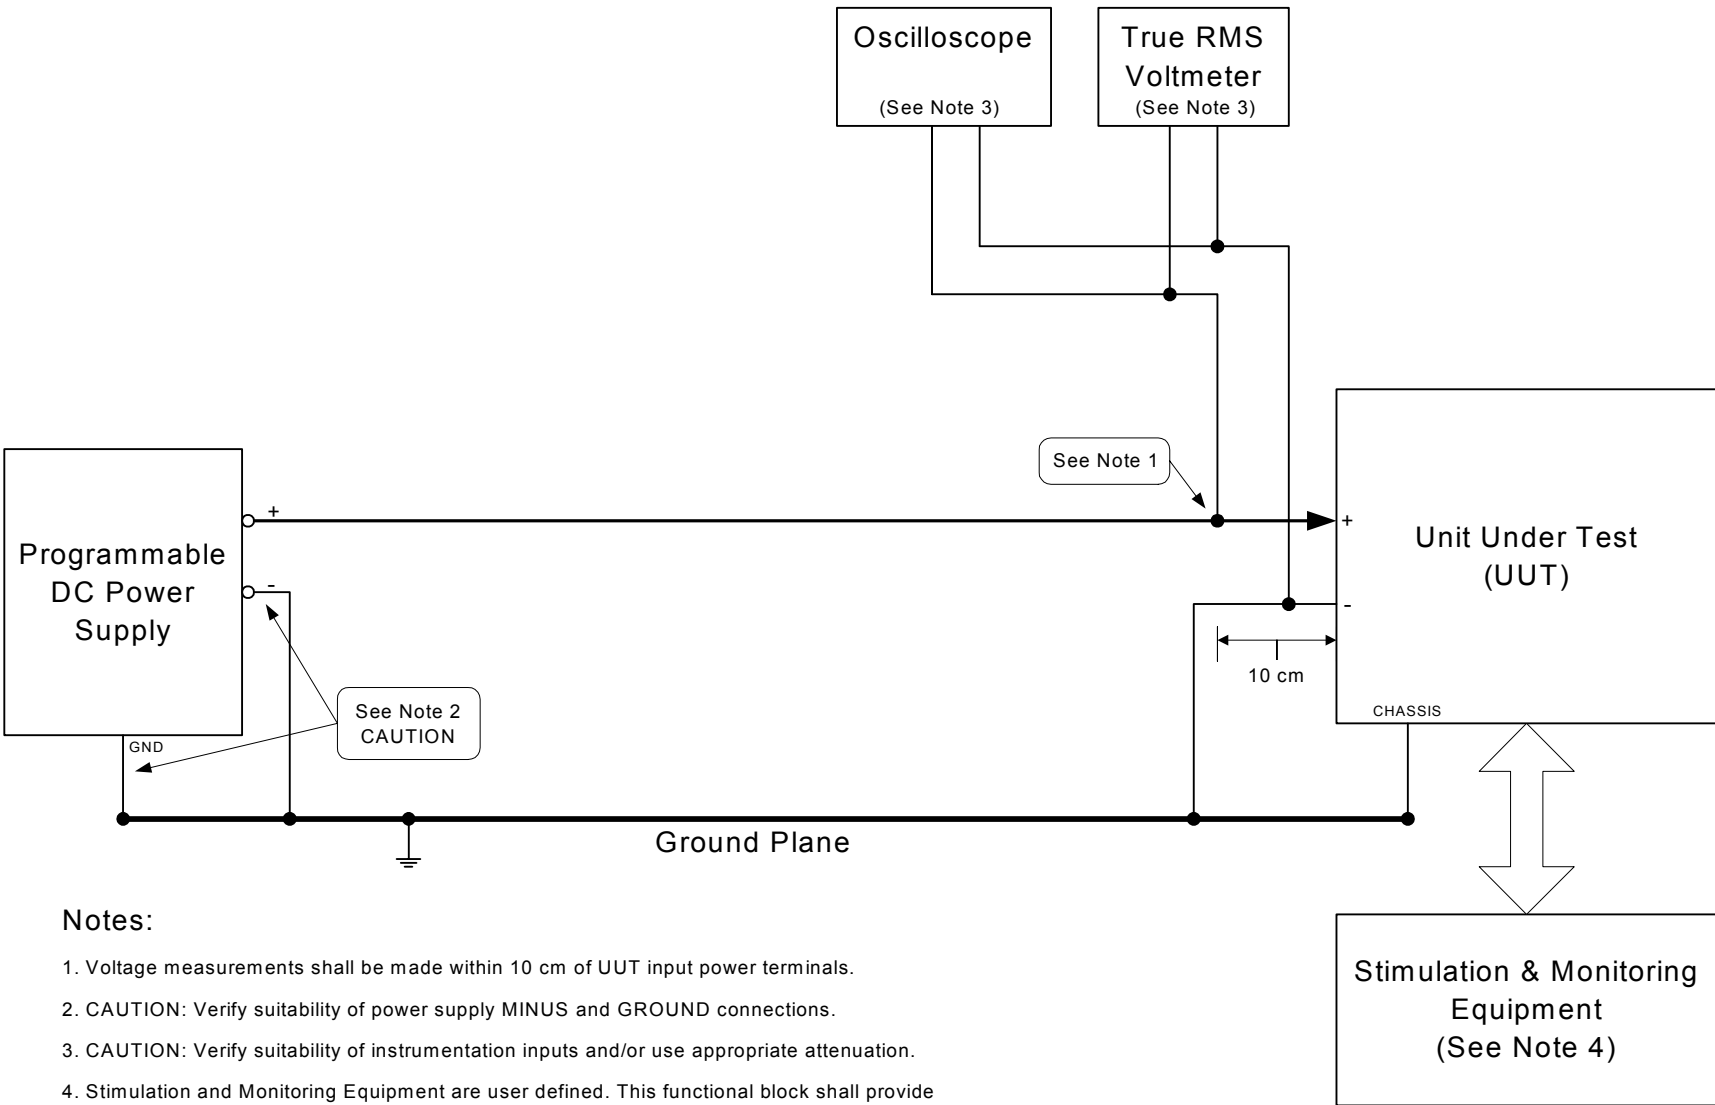 Oscilloscope
(See Note 3)
True RMS
Voltmeter
(See Note 3)
See Note 1
+
-
Programmable
DC Power
Supply
GND
See Note 2
CAUTION
+
-
Unit Under Test
(UUT)
10 cm
CHASSIS
Ground Plane
Stimulation & Monitoring
Equipment
(See Note 4)
Notes:
1. Voltage measurements shall be made within 10 cm of UUT input power terminals.
2. CAUTION: Verify suitability of power supply MINUS and GROUND connections.
3. CAUTION: Verify suitability of instrumentation inputs and/or use appropriate attenuation.
4. Stimulation and Monitoring Equipment are user defined. This functional block shall provide